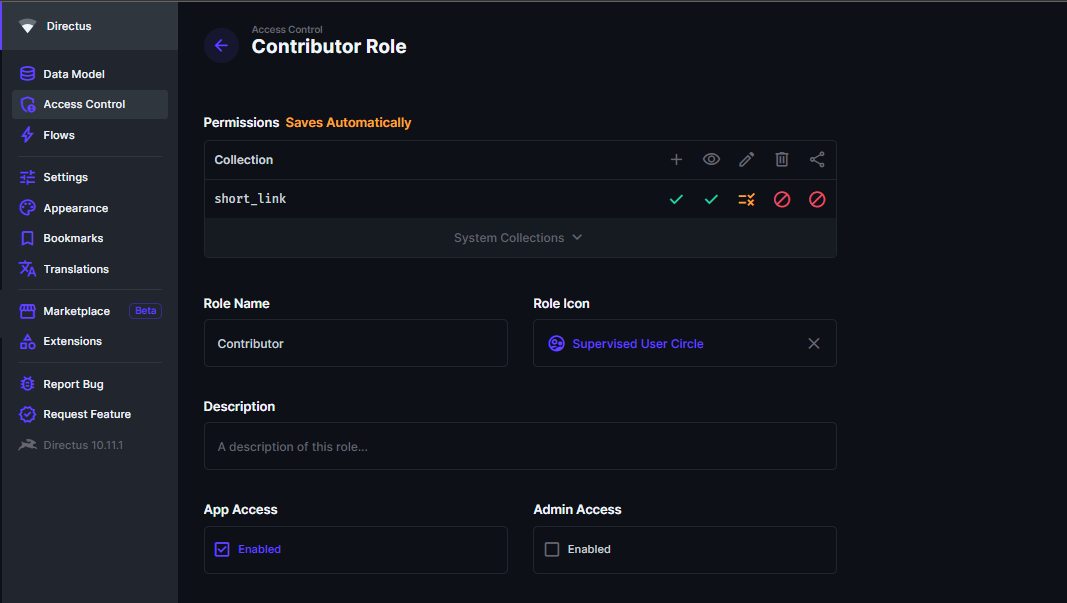 Directus
Data Model
Access Control
Flows
Settings
Appearance
Bookmarks
Translations
Marketplace Beta
Extensions
Report Bug
Request Feature
Directus 10.11.1
Access Control
Contributor Role
Permissions Saves Automatically
Collection
short_link
System Collections
Role Name
Contributor
Role Icon
Supervised User Circle
Description
A description of this role...
App Access
Enabled
Admin Access
Enabled